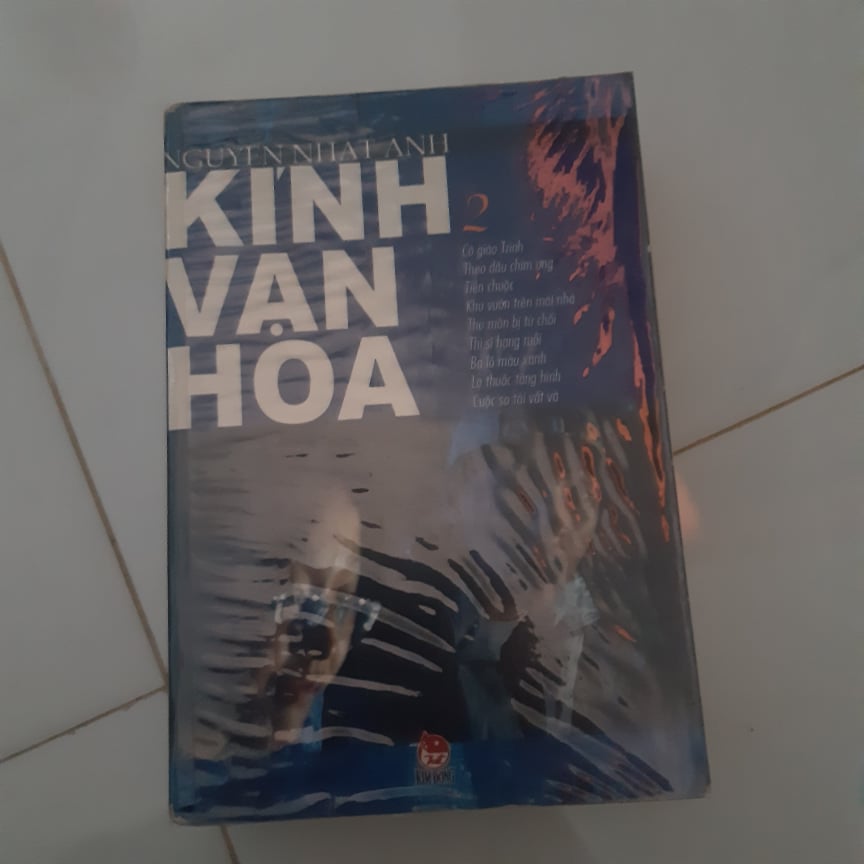 NGUYỄN NHẬT ÁNH
KÍNH
VẠN
HOA
2
Cô giáo Trinh
Theo dấu chim ưng
Tiền chuộc
Khu vườn trên mái nhà
Thủ môn bị từ chối
Thi sĩ hạng ruồi
Ba lô màu xanh
Lọ thuốc tàng hình
Cuộc so tài vất vả
KIM ĐỒNG